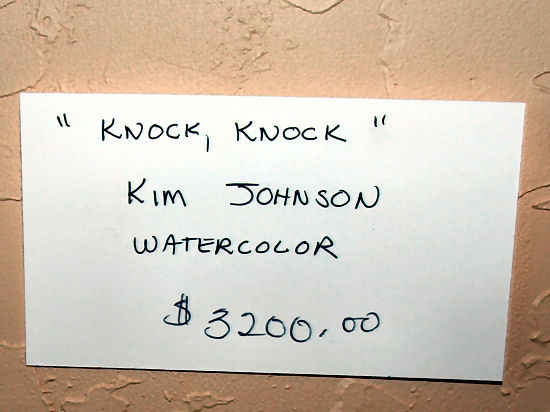 " KNOCK, KNOCK "
KIM JOHNSON
WATERCOLOR
$3200.00